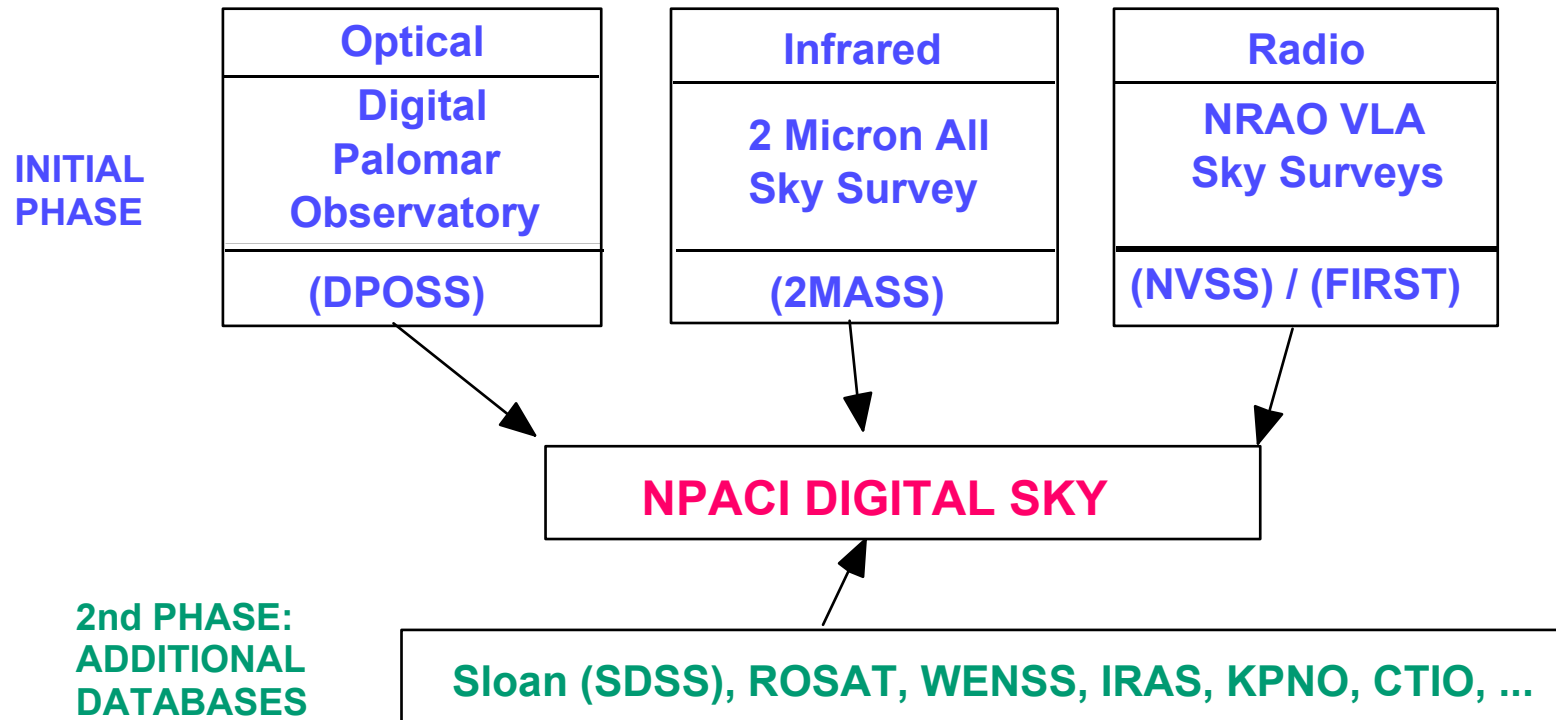 INITIAL
PHASE
Optical
Digital
Palomar
Observatory
(DPOSS)
Infrared
2 Micron All
Sky Survey
(2MASS)
Radio
NRAO VLA
Sky Surveys
(NVSS) / (FIRST)
NPACI DIGITAL SKY
2nd PHASE:
ADDITIONAL
DATABASES
Sloan (SDSS), ROSAT, WENSS, IRAS, KPNO, CTIO, ...